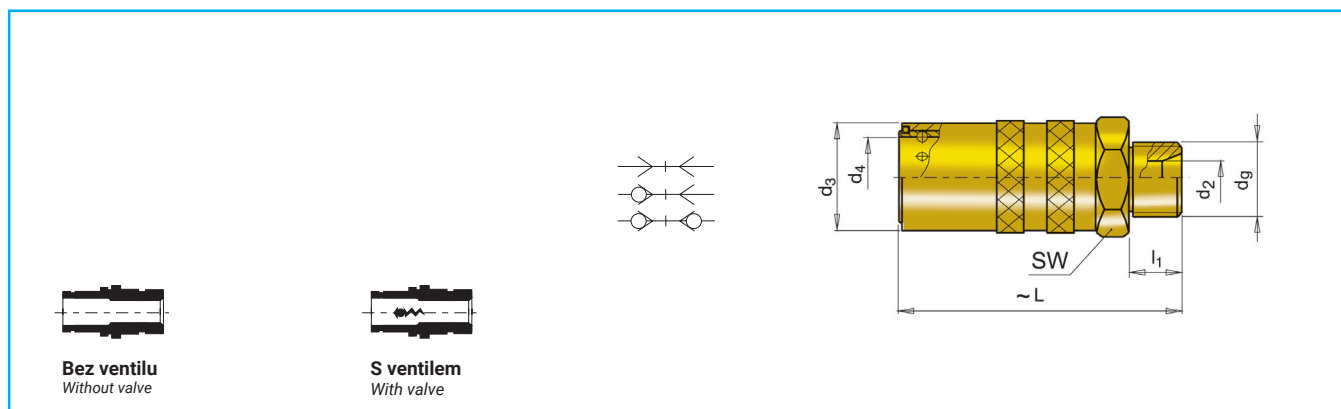 Bez ventilu
Without valve
S ventilem
With valve
d3
d4
d2
dg
SW
l1
~L